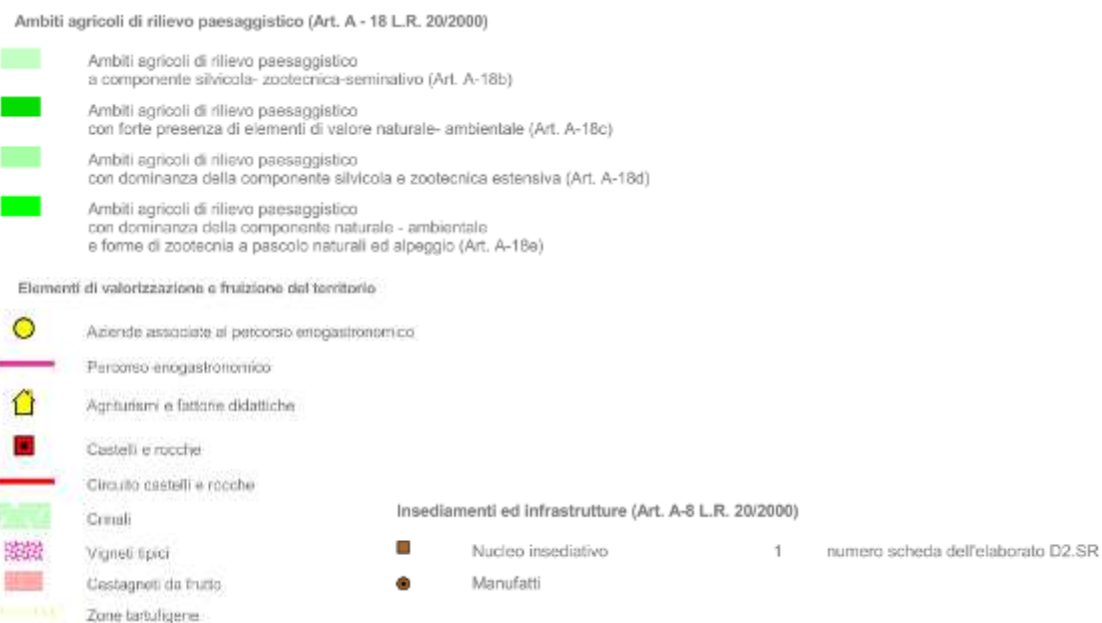 Ambiti agricoli di rilievo paesaggistico (Art. A - 18 L.R. 20/2000)
Ambiti agricoli di rilievo paesaggistico
a componente silvicola- zootecnica-seminativo (Art. A-18b)
Ambiti agricoli di rilievo paesaggistico
con forte presenza di elementi di valore naturale- ambientale (Art. A-18c)
Ambiti agricoli di rilievo paesaggistico
con dominanza della componente silvicola e zootecnica estensiva (Art. A-18d)
Ambiti agricoli di rilievo paesaggistico
con dominanza della componente naturale - ambientale
e forme di zootecnia a pascolo naturali ed alpeggio (Art. A-18e)
Elementi di valorizzazione e fruizione del territorio
Aziende associate al percorso enogastronomico
Percorso enogastronomico
Agriturismi e fattorie didattiche
Castelli e rocche
Circuito castelli e rocche
Crinali
Vigneti tipici
Castagneti da frutto
Zone tartufigene
Insediamenti ed infrastrutture (Art. A-8 L.R. 20/2000)
Nucleo insediativo
1 numero scheda dell'elaborato D2.SR
Manufatti